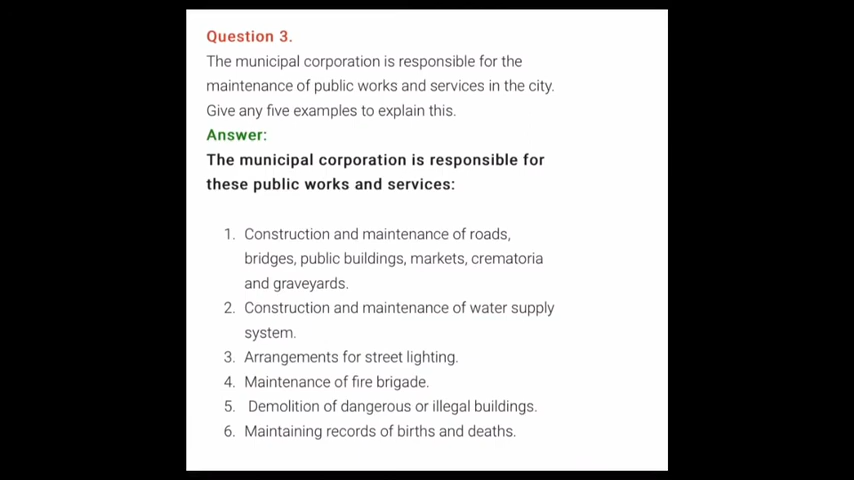 Question 3.
The municipal corporation is responsible for the
maintenance of public works and services in the city.
Give any five examples to explain this.
Answer:
The municipal corporation is responsible for
these public works and services:
1. Construction and maintenance of roads,
bridges, public buildings, markets, crematoria
and graveyards.
2. Construction and maintenance of water supply
system.
3. Arrangements for street lighting.
4. Maintenance of fire brigade.
5. Demolition of dangerous or illegal buildings.
6. Maintaining records of births and deaths.